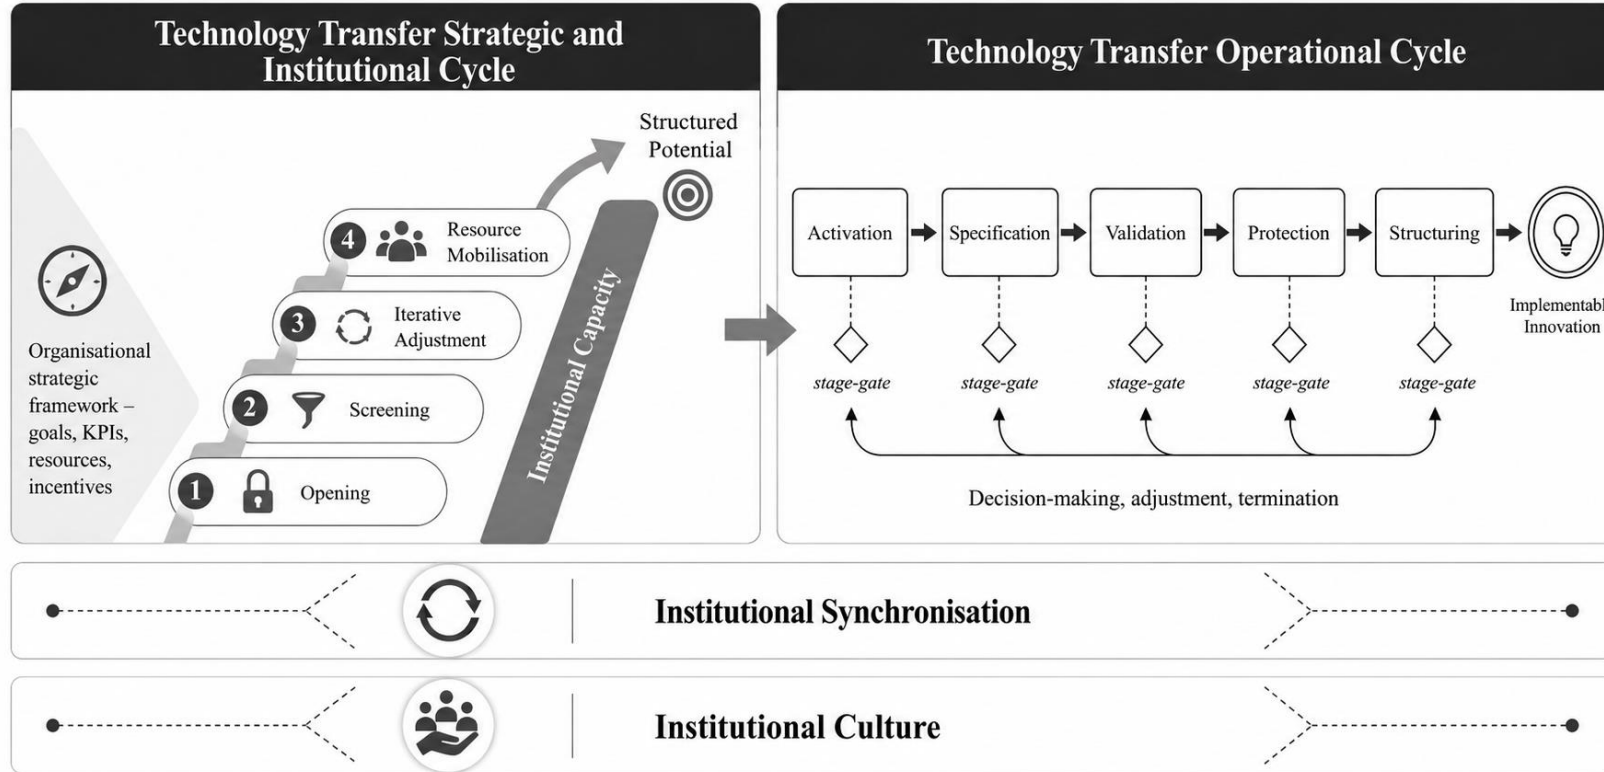 Technology Transfer Strategic and
Institutional Cycle
Structured
Potential
4
Resource
Mobilisation
3
Iterative
Adjustment
2
Screening
1
Opening
Organisational
strategic
framework –
goals, KPIs,
resources,
incentives
Institutional Capacity
Technology Transfer Operational Cycle
Activation
Specification
Validation
Protection
Structuring
Implementabl
Innovation
stage-gate
stage-gate
stage-gate
stage-gate
stage-gate
Decision-making, adjustment, termination
Institutional Synchronisation
Institutional Culture